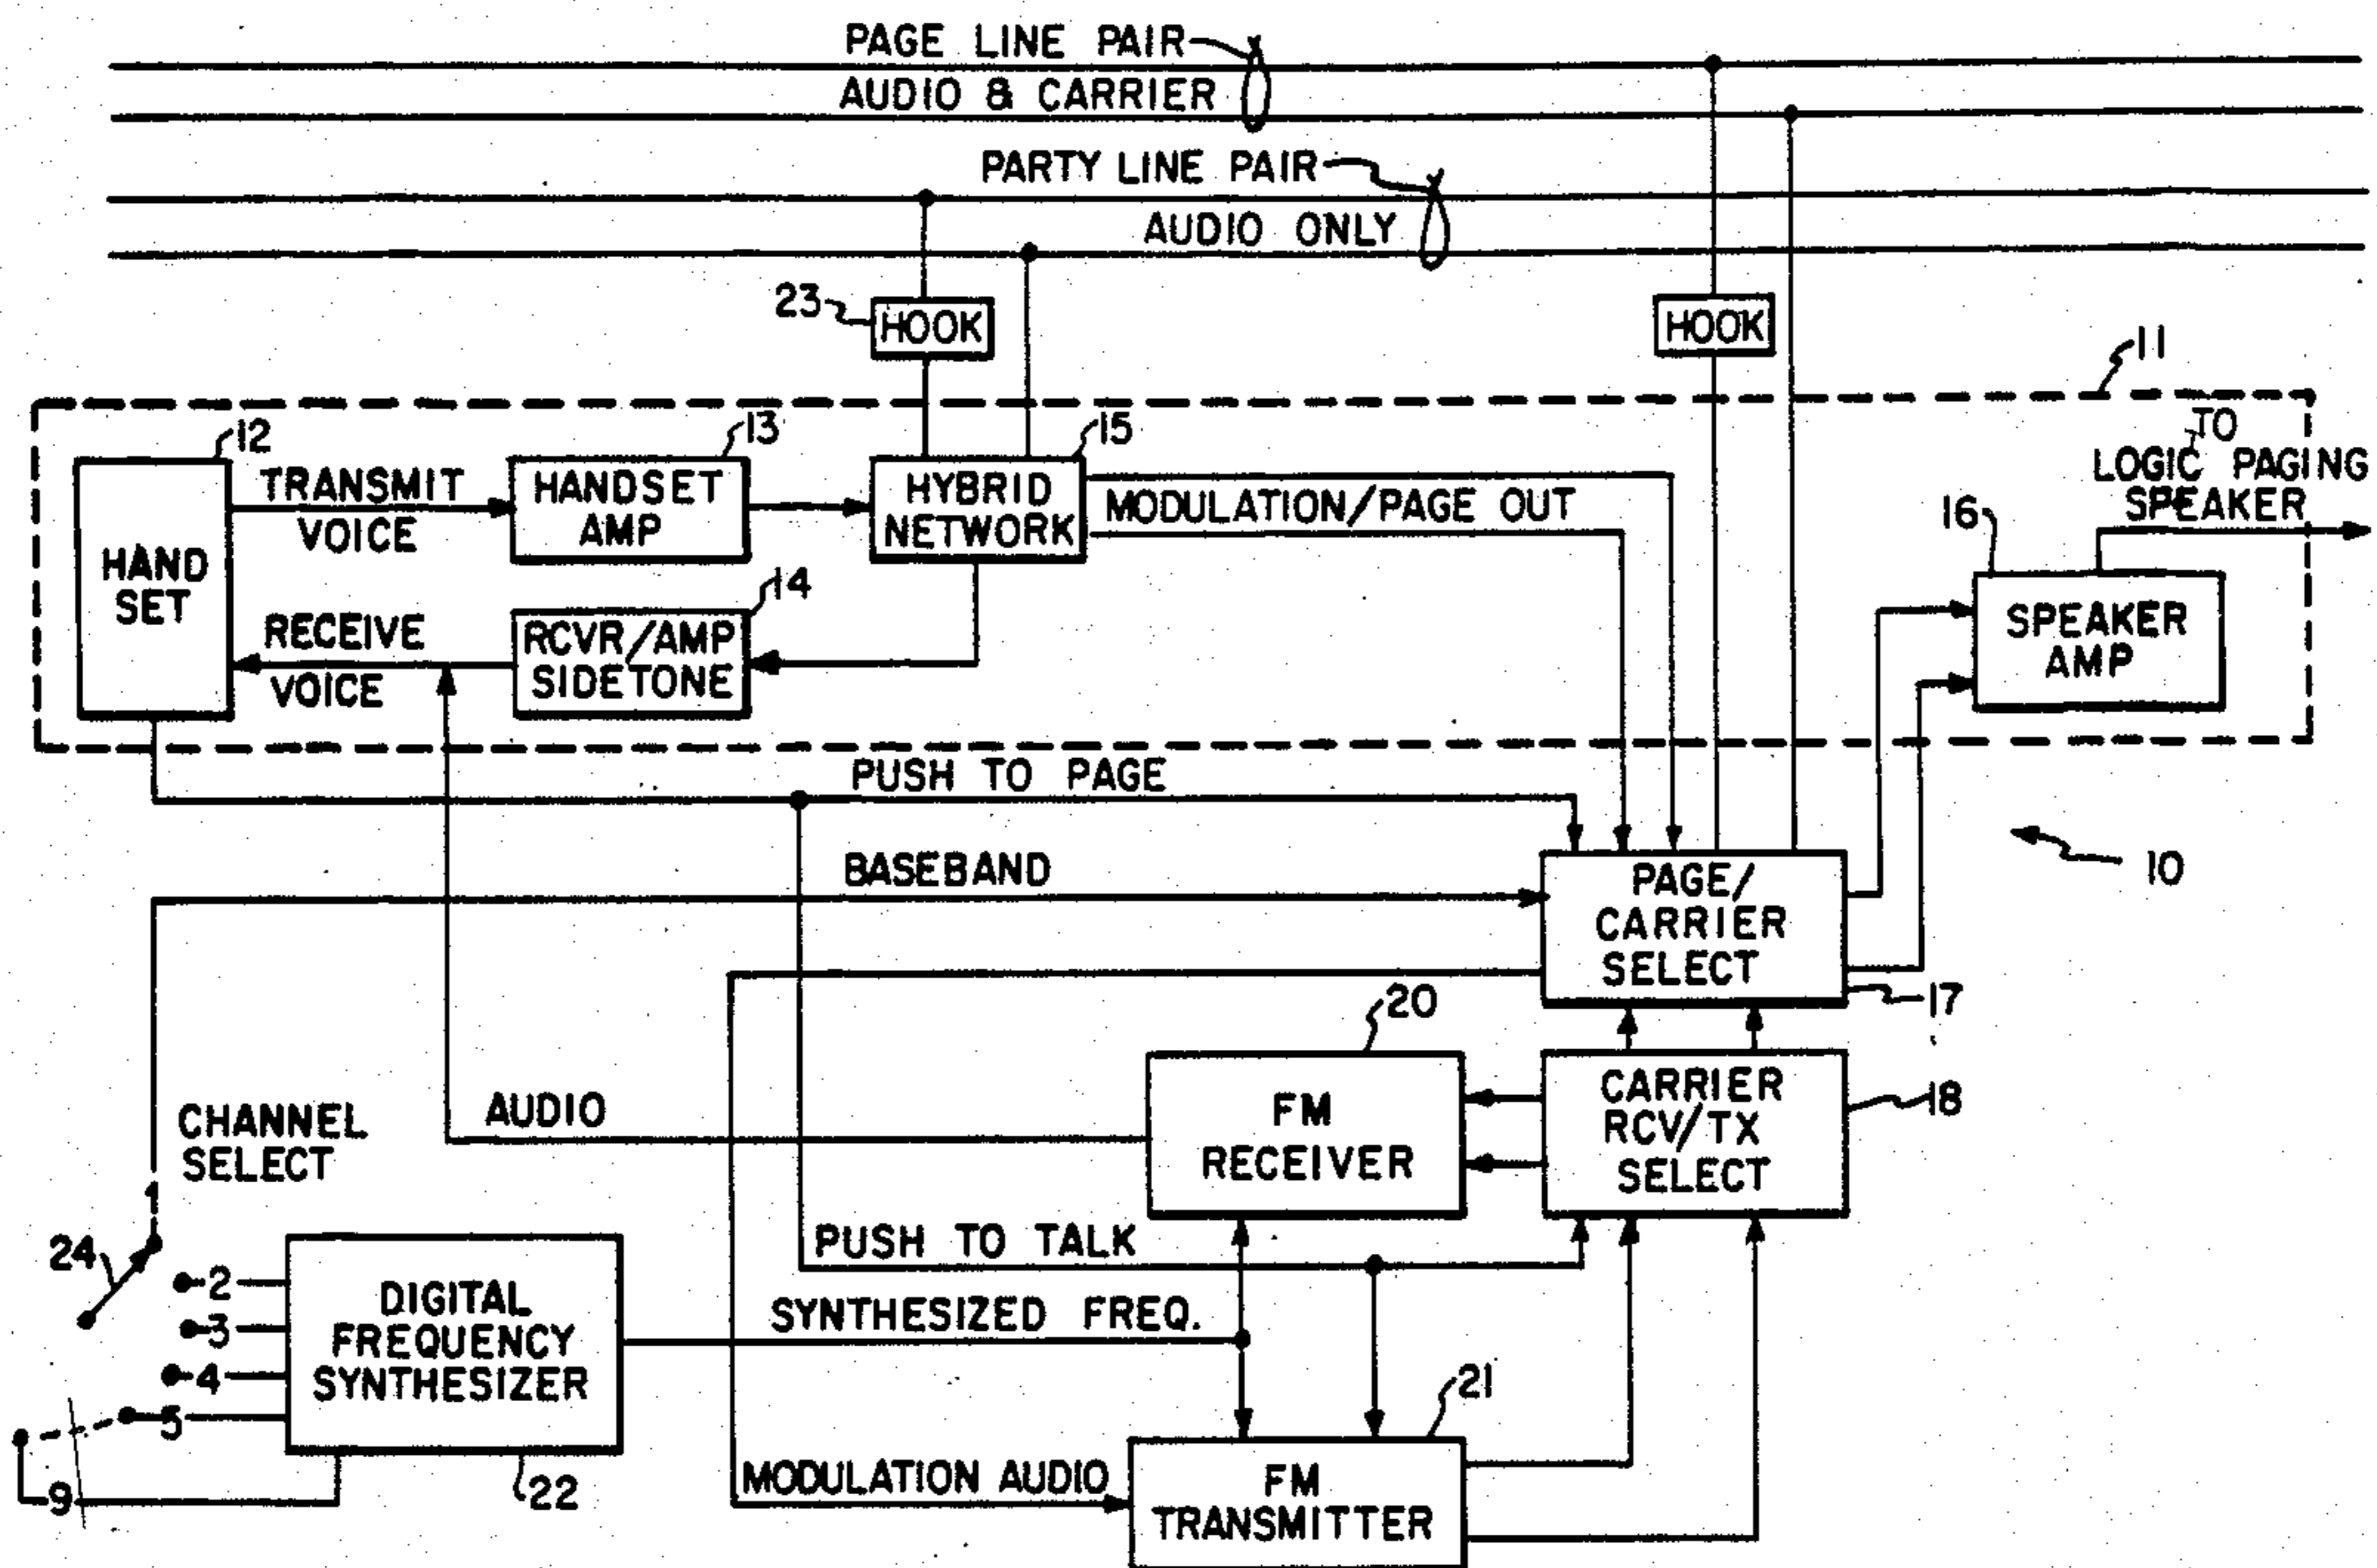 PAGE LINE PAIR
AUDIO & CARRIER
PARTY LINE PAIR
AUDIO ONLY
23
HOOK
HOOK
11
12
13
15
TO
LOGIC PAGING
SPEAKER
16
HAND
SET
TRANSMIT
VOICE
HANDSET
AMP
HYBRID
NETWORK
MODULATION/PAGE OUT
14
RECEIVE
VOICE
RCVR/AMP
SIDETONE
SPEAKER
AMP
PUSH TO PAGE
BASEBAND
10
PAGE/
CARRIER
SELECT
17
20
CHANNEL
SELECT
AUDIO
FM
RECEIVER
CARRIER
RCV/TX
SELECT
18
1
24
2
3
4
5
9
DIGITAL
FREQUENCY
SYNTHESIZER
22
PUSH TO TALK
SYNTHESIZED FREQ.
21
MODULATION AUDIO
FM
TRANSMITTER